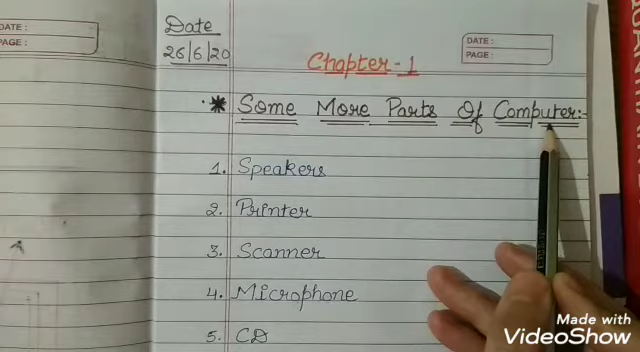 DATE :
PAGE :
Date
26/6/20
DATE :
PAGE :
Chapter-1
* Some More Parts Of Computer:-
1. Speakers
2. Printer
3. Scanner
4. Microphone
5. CD
Made with
VideoShow